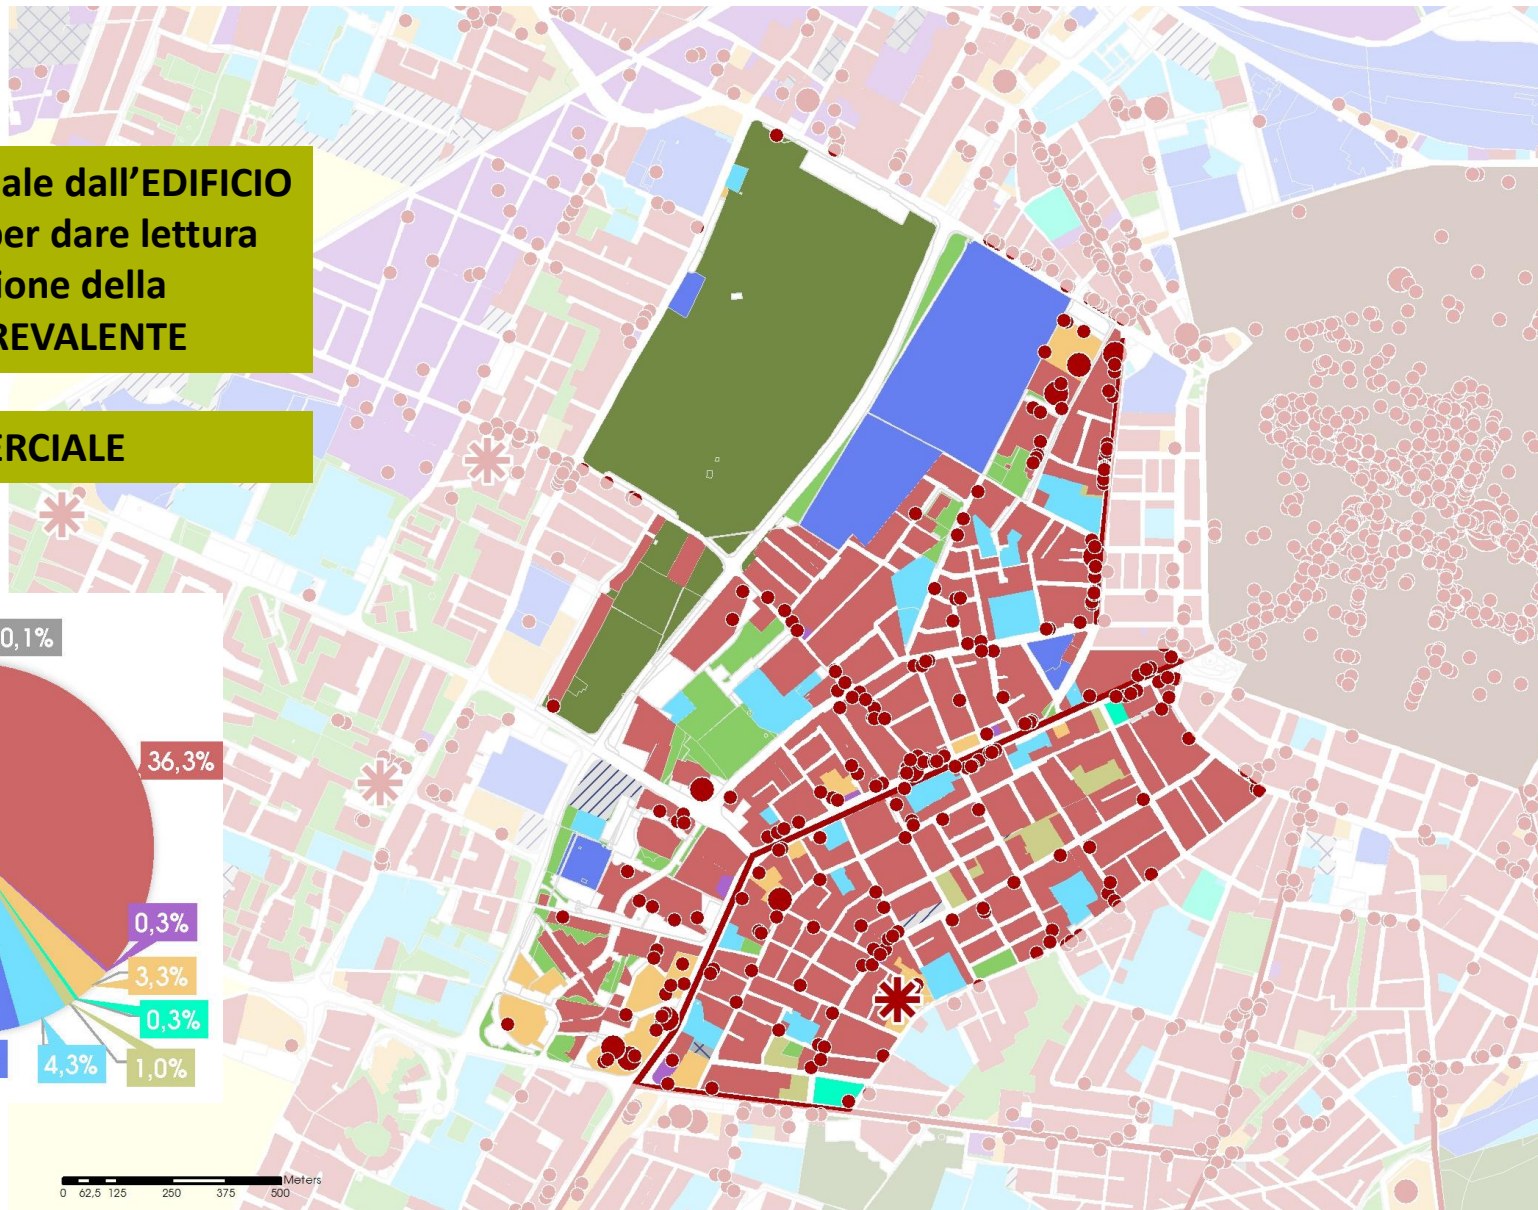 ale dall'EDIFICIO
per dare lettura
ione della
REVALENTE
ERCIALE
0,1%
36,3%
0,3%
3,3%
0,3%
4,3%
1,0%
Meters
0 62,5 125 250 375 500